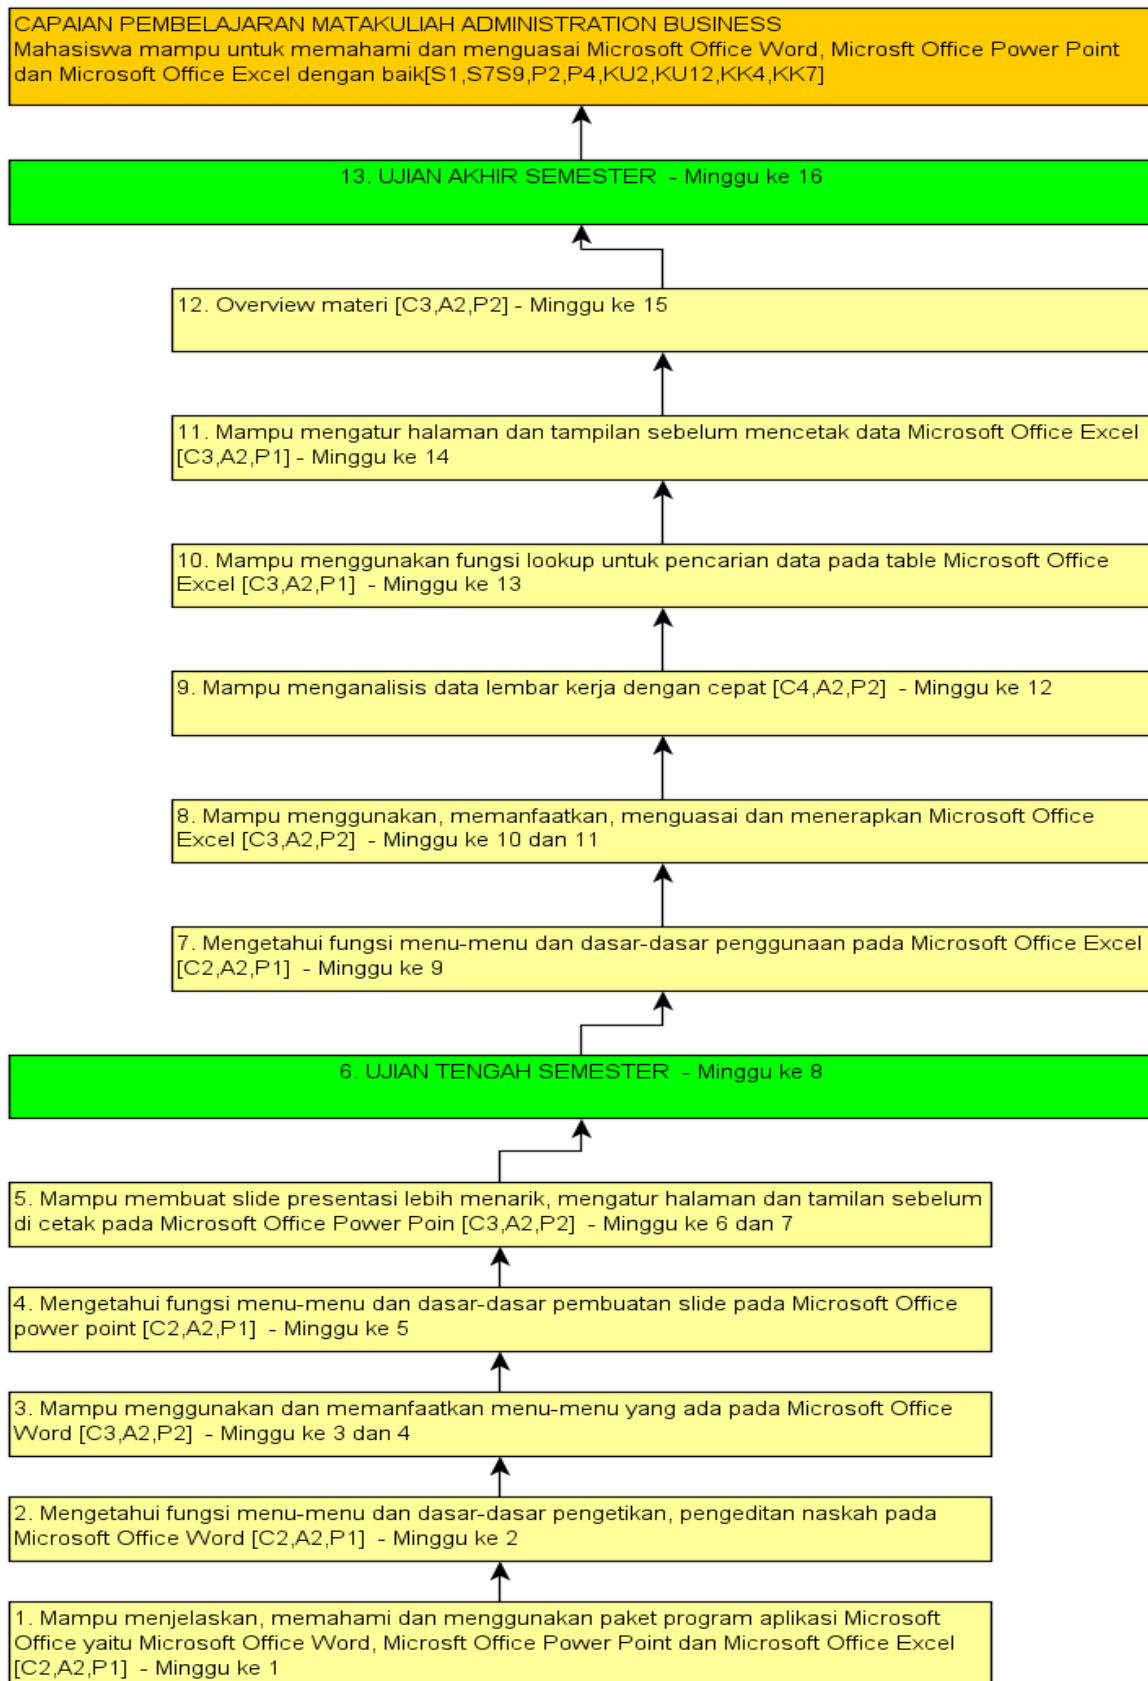 CAPAIAN PEMBELAJARAN MATAKULIAH ADMINISTRATION BUSINESS
Mahasiswa mampu untuk memahami dan menguasai Microsoft Office Word, Microsft Office Power Point
dan Microsoft Office Excel dengan baik[S1,S7S9,P2,P4,KU2,KU12,KK4,KK7]
13. UJIAN AKHIR SEMESTER - Minggu ke 16
12. Overview materi [C3,A2,P2] - Minggu ke 15
11. Mampu mengatur halaman dan tampilan sebelum mencetak data Microsoft Office Excel
[C3,A2,P1] - Minggu ke 14
10. Mampu menggunakan fungsi lookup untuk pencarian data pada table Microsoft Office
Excel [C3,A2,P1] - Minggu ke 13
9. Mampu menganalisis data lembar kerja dengan cepat [C4,A2,P2] - Minggu ke 12
8. Mampu menggunakan, memanfaatkan, menguasai dan menerapkan Microsoft Office
Excel [C3,A2,P2] - Minggu ke 10 dan 11
7. Mengetahui fungsi menu-menu dan dasar-dasar penggunaan pada Microsoft Office Excel
[C2,A2,P1] - Minggu ke 9
6. UJIAN TENGAH SEMESTER - Minggu ke 8
5. Mampu membuat slide presentasi lebih menarik, mengatur halaman dan tamilan sebelum
di cetak pada Microsoft Office Power Poin [C3,A2,P2] - Minggu ke 6 dan 7
4. Mengetahui fungsi menu-menu dan dasar-dasar pembuatan slide pada Microsoft Office
power point [C2,A2,P1] - Minggu ke 5
3. Mampu menggunakan dan memanfaatkan menu-menu yang ada pada Microsoft Office
Word [C3,A2,P2] - Minggu ke 3 dan 4
2. Mengetahui fungsi menu-menu dan dasar-dasar pengetikan, pengeditan naskah pada
Microsoft Office Word [C2,A2,P1] - Minggu ke 2
1. Mampu menjelaskan, memahami dan menggunakan paket program aplikasi Microsoft
Office yaitu Microsoft Office Word, Microsft Office Power Point dan Microsoft Office Excel
[C2,A2,P1] - Minggu ke 1